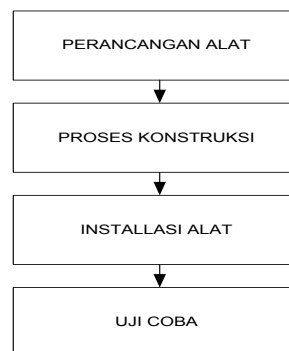 PERANCANGAN ALAT
PROSES KONSTRUKSI
INSTALLASI ALAT
UJI COBA